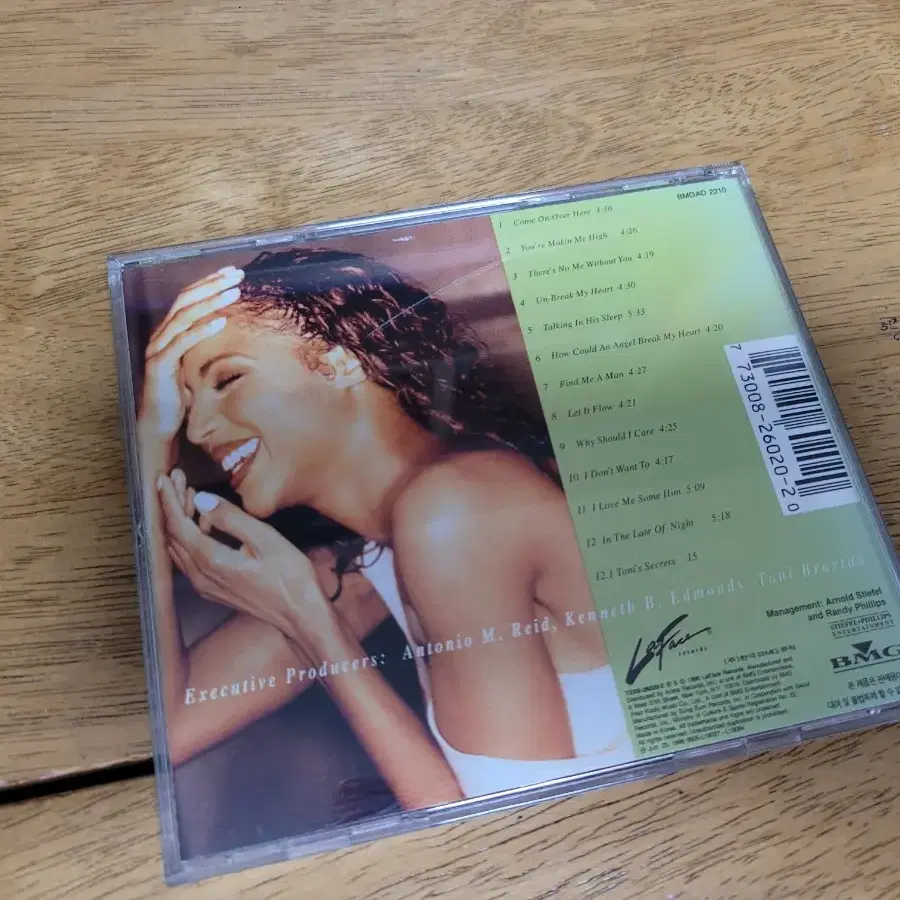 BMGAD 2210
1 Come On Over Here 3:36
2 You're Makin Me High 4:26
3 There's No Me Without You 4:19
4 Un-Break My Heart 4:30
5 Talking In His Sleep 5:33
6 How Could An Angel Break My Heart 4:20
7 Find Me A Man 4:27
8 Let It Flow 4:21
9 Why Should I Care 4:25
10 I Don't Want To 4:17
11 I Love Me Some Him 5:09
12 In The Late Of Night 5:18
12.1 Toni's Secrets :15
7 73008-26020-2 0
Executive Producers: Antonio M. Reid, Kenneth B. Edmonds, Toni Braxton
Management: Arnold Stiefel
and Randy Phillips
STIEFEL•PHILLIPS
ENTERTAINMENT
LaFace
records
BMG